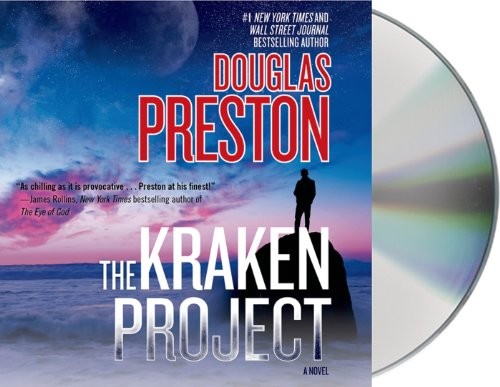 #1 NEW YORK TIMES AND
WALL STREET JOURNAL
BESTSELLING AUTHOR
DOUGLAS
PRESTON
"As chilling as it is provocative . . . Preston at his finest!"
—James Rollins, New York Times bestselling author of
The Eye of God
THE KRAKEN
PROJECT
A NOVEL